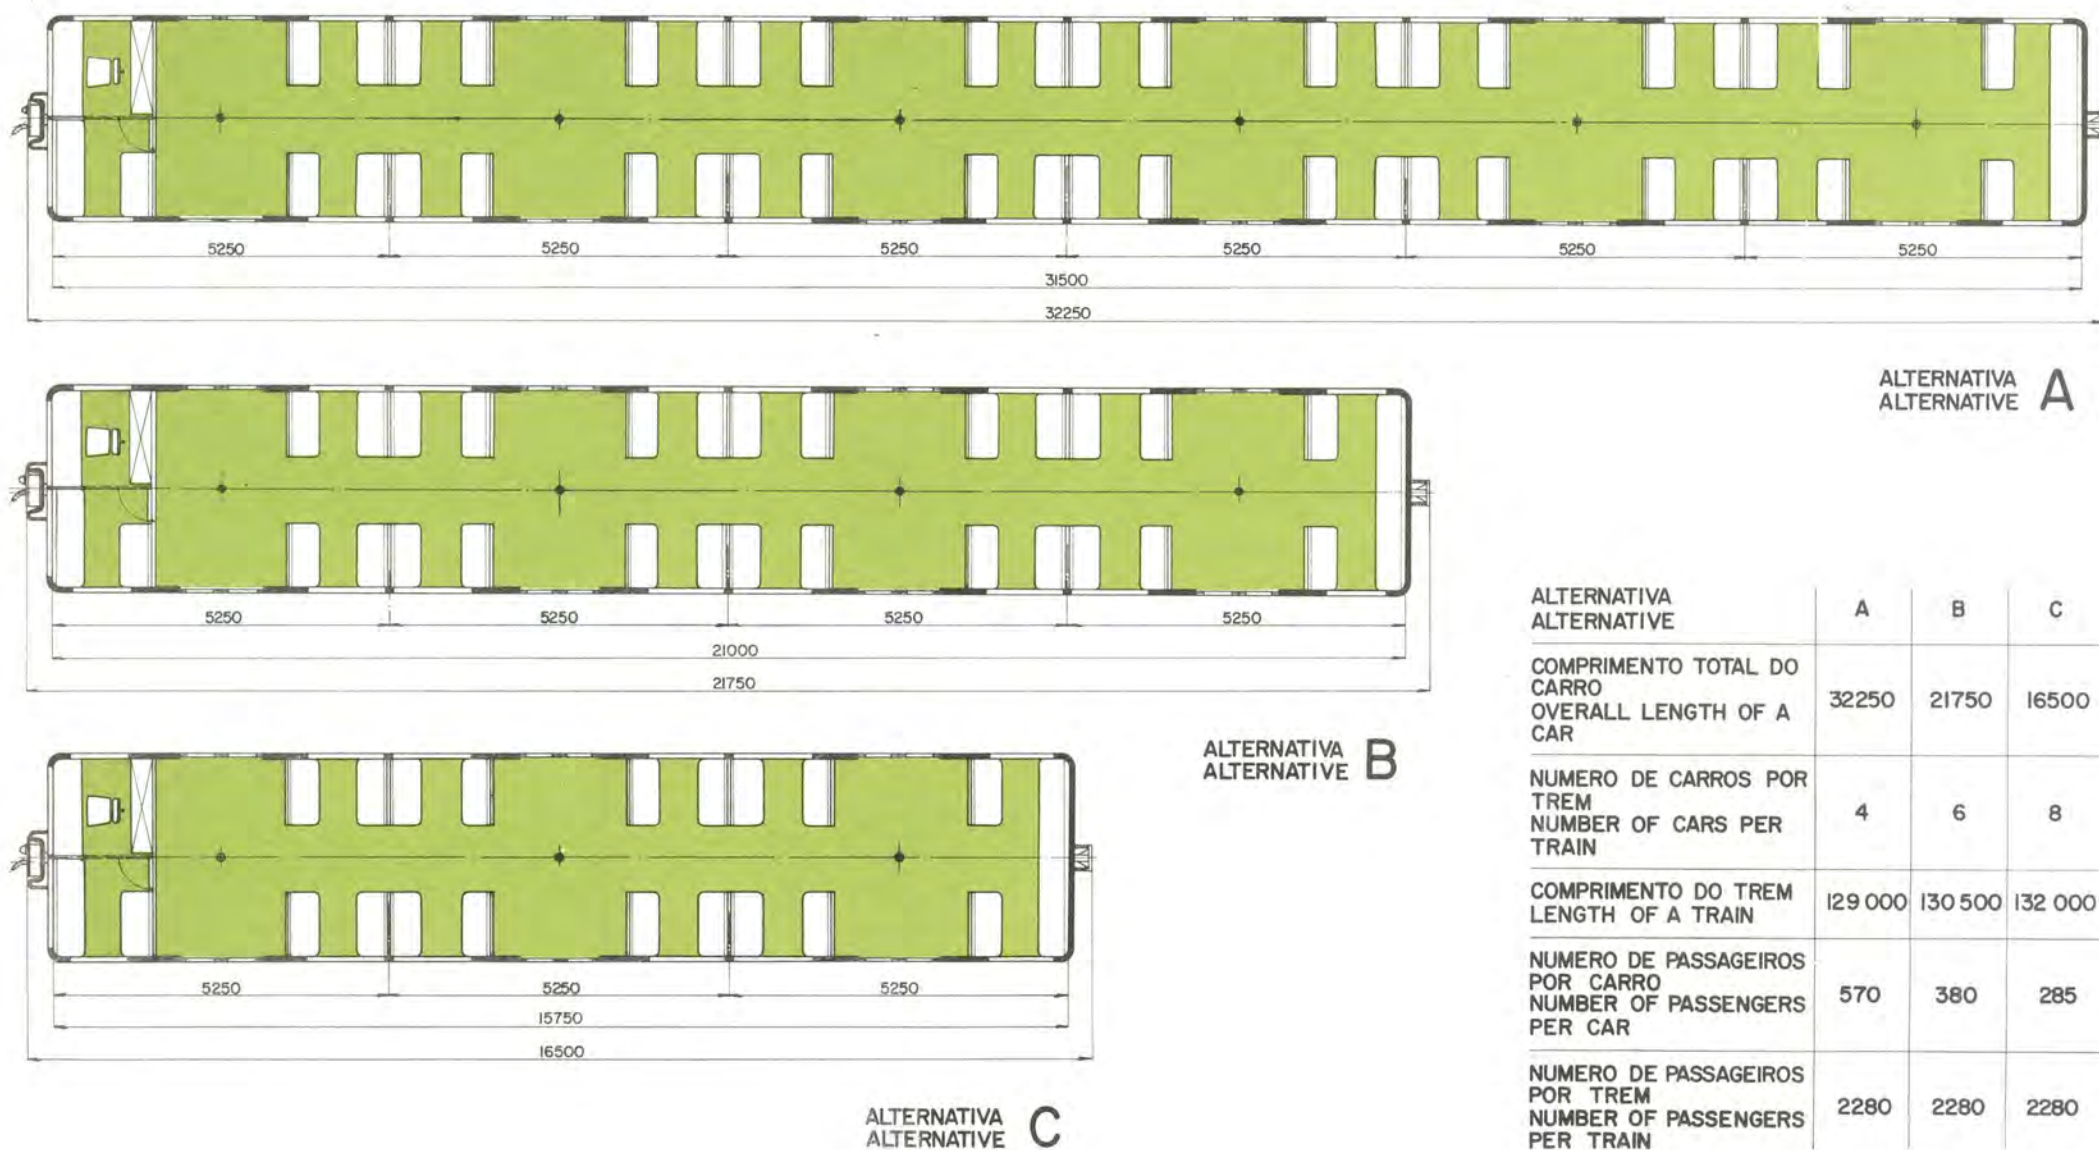 5250 5250 5250 5250 5250 5250
31500
32250
ALTERNATIVA
ALTERNATIVE A
5250 5250 5250 5250
21000
21750
ALTERNATIVA
ALTERNATIVE B
5250 5250 5250
15750
16500
ALTERNATIVA
ALTERNATIVE C
ALTERNATIVA
ALTERNATIVE
A B C
COMPRIMENTO TOTAL DO
CARRO
OVERALL LENGTH OF A
CAR
32250 21750 16500
NUMERO DE CARROS POR
TREM
NUMBER OF CARS PER
TRAIN
4 6 8
COMPRIMENTO DO TREM
LENGTH OF A TRAIN
129 000 130 500 132 000
NUMERO DE PASSAGEIROS
POR CARRO
NUMBER OF PASSENGERS
PER CAR
570 380 285
NUMERO DE PASSAGEIROS
POR TREM
NUMBER OF PASSENGERS
PER TRAIN
2280 2280 2280